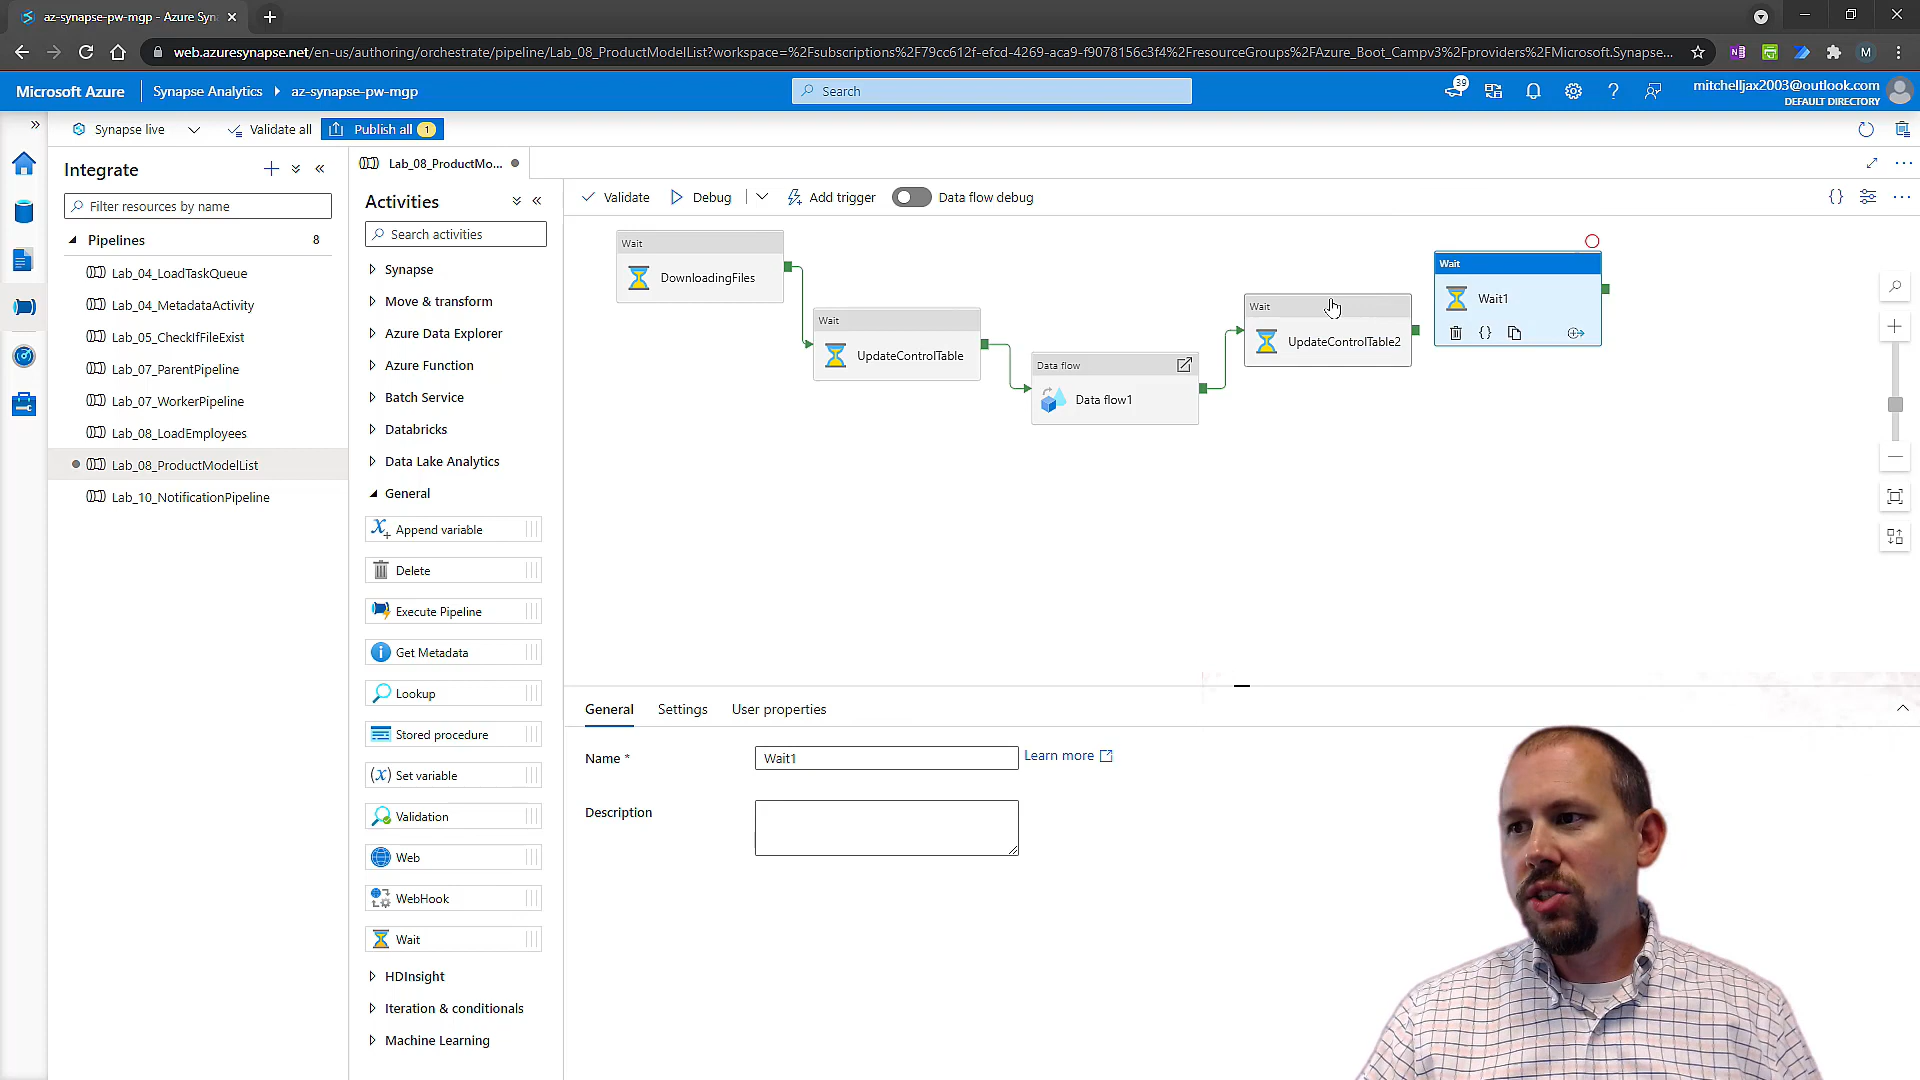 az-synapse-pw-mgp - Azure Syn
web.azuresynapse.net/en-us/authoring/orchestrate/pipeline/Lab_08_ProductModelList?workspace=%2Fsubscriptions%2F79cc612f-efcd-4269-aca9-f9078156c3f4%2FresourceGroups%2FAzure_Boot_Campv3%2Fproviders%2FMicrosoft.Synapse...
M
Microsoft Azure
Synapse Analytics
az-synapse-pw-mgp
Search
39
mitchelljax2003@outlook.com
DEFAULT DIRECTORY
Synapse live
Validate all
Publish all
1
Integrate
Filter resources by name
Pipelines
8
Lab_04_LoadTaskQueue
Lab_04_MetadataActivity
Lab_05_CheckIfFileExist
Lab_07_ParentPipeline
Lab_07_WorkerPipeline
Lab_08_LoadEmployees
Lab_08_ProductModelList
Lab_10_NotificationPipeline
Lab_08_ProductMo...
Activities
Search activities
Synapse
Move & transform
Azure Data Explorer
Azure Function
Batch Service
Databricks
Data Lake Analytics
General
Append variable
Delete
Execute Pipeline
Get Metadata
Lookup
Stored procedure
Set variable
Validation
Web
WebHook
Wait
HDInsight
Iteration & conditionals
Machine Learning
Validate
Debug
Add trigger
Data flow debug
Wait
DownloadingFiles
Wait
UpdateControlTable
Data flow
Data flow1
Wait
UpdateControlTable2
Wait
Wait1
General
Settings
User properties
Name *
Wait1
Learn more
Description